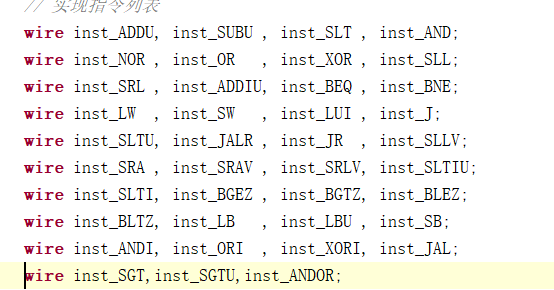 // 实现指令列表
wire inst_ADDU, inst_SUBU , inst_SLT , inst_AND;
wire inst_NOR , inst_OR   , inst_XOR , inst_SLL;
wire inst_SRL , inst_ADDIU, inst_BEQ , inst_BNE;
wire inst_LW  , inst_SW   , inst_LUI , inst_J;
wire inst_SLTU, inst_JALR , inst_JR  , inst_SLLV;
wire inst_SRA , inst_SRAV , inst_SRLV, inst_SLTIU;
wire inst_SLTI, inst_BGEZ , inst_BGTZ, inst_BLEZ;
wire inst_BLTZ, inst_LB   , inst_LBU , inst_SB;
wire inst_ANDI, inst_ORI  , inst_XORI, inst_JAL;
wire inst_SGT,inst_SGTU,inst_ANDOR;